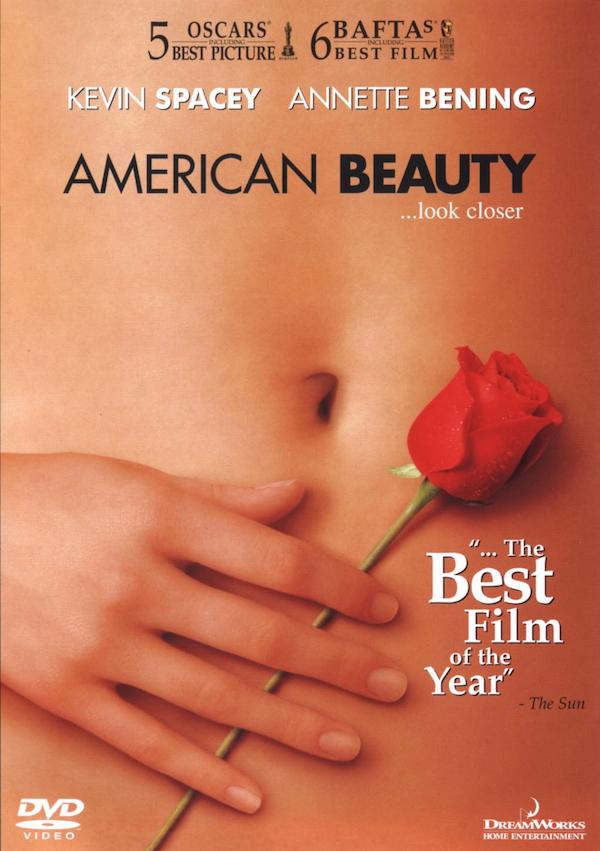 5 OSCARS® INCLUDING BEST PICTURE
6 BAFTAS® INCLUDING BEST FILM
KEVIN SPACEY ANNETTE BENING
AMERICAN BEAUTY
...look closer
"... The
Best
Film
of the
Year"
- The Sun
DVD
VIDEO
DREAMWORKS
HOME ENTERTAINMENT